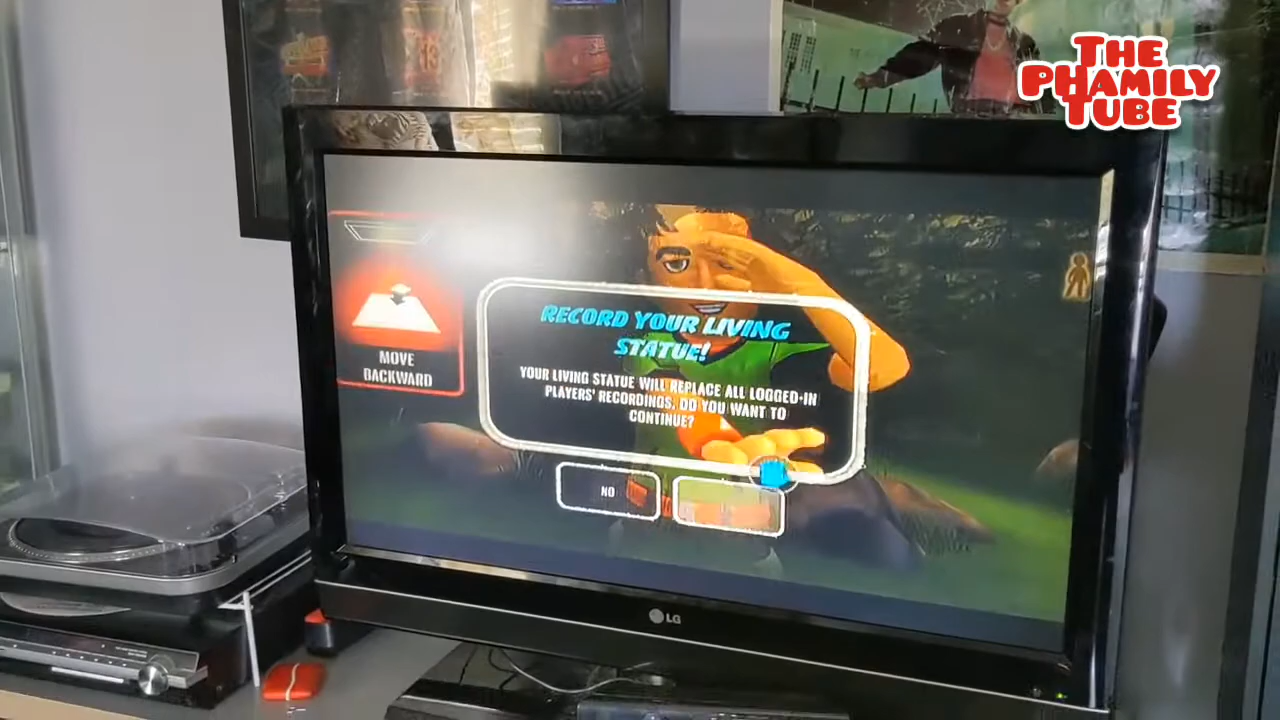 THE
PHAMILY
TUBE
MOVE
BACKWARD
RECORD YOUR LIVING
STATUE!
YOUR LIVING STATUE WILL REPLACE ALL LOGGED-IN
PLAYERS' RECORDINGS. DO YOU WANT TO
CONTINUE?
NO
LG